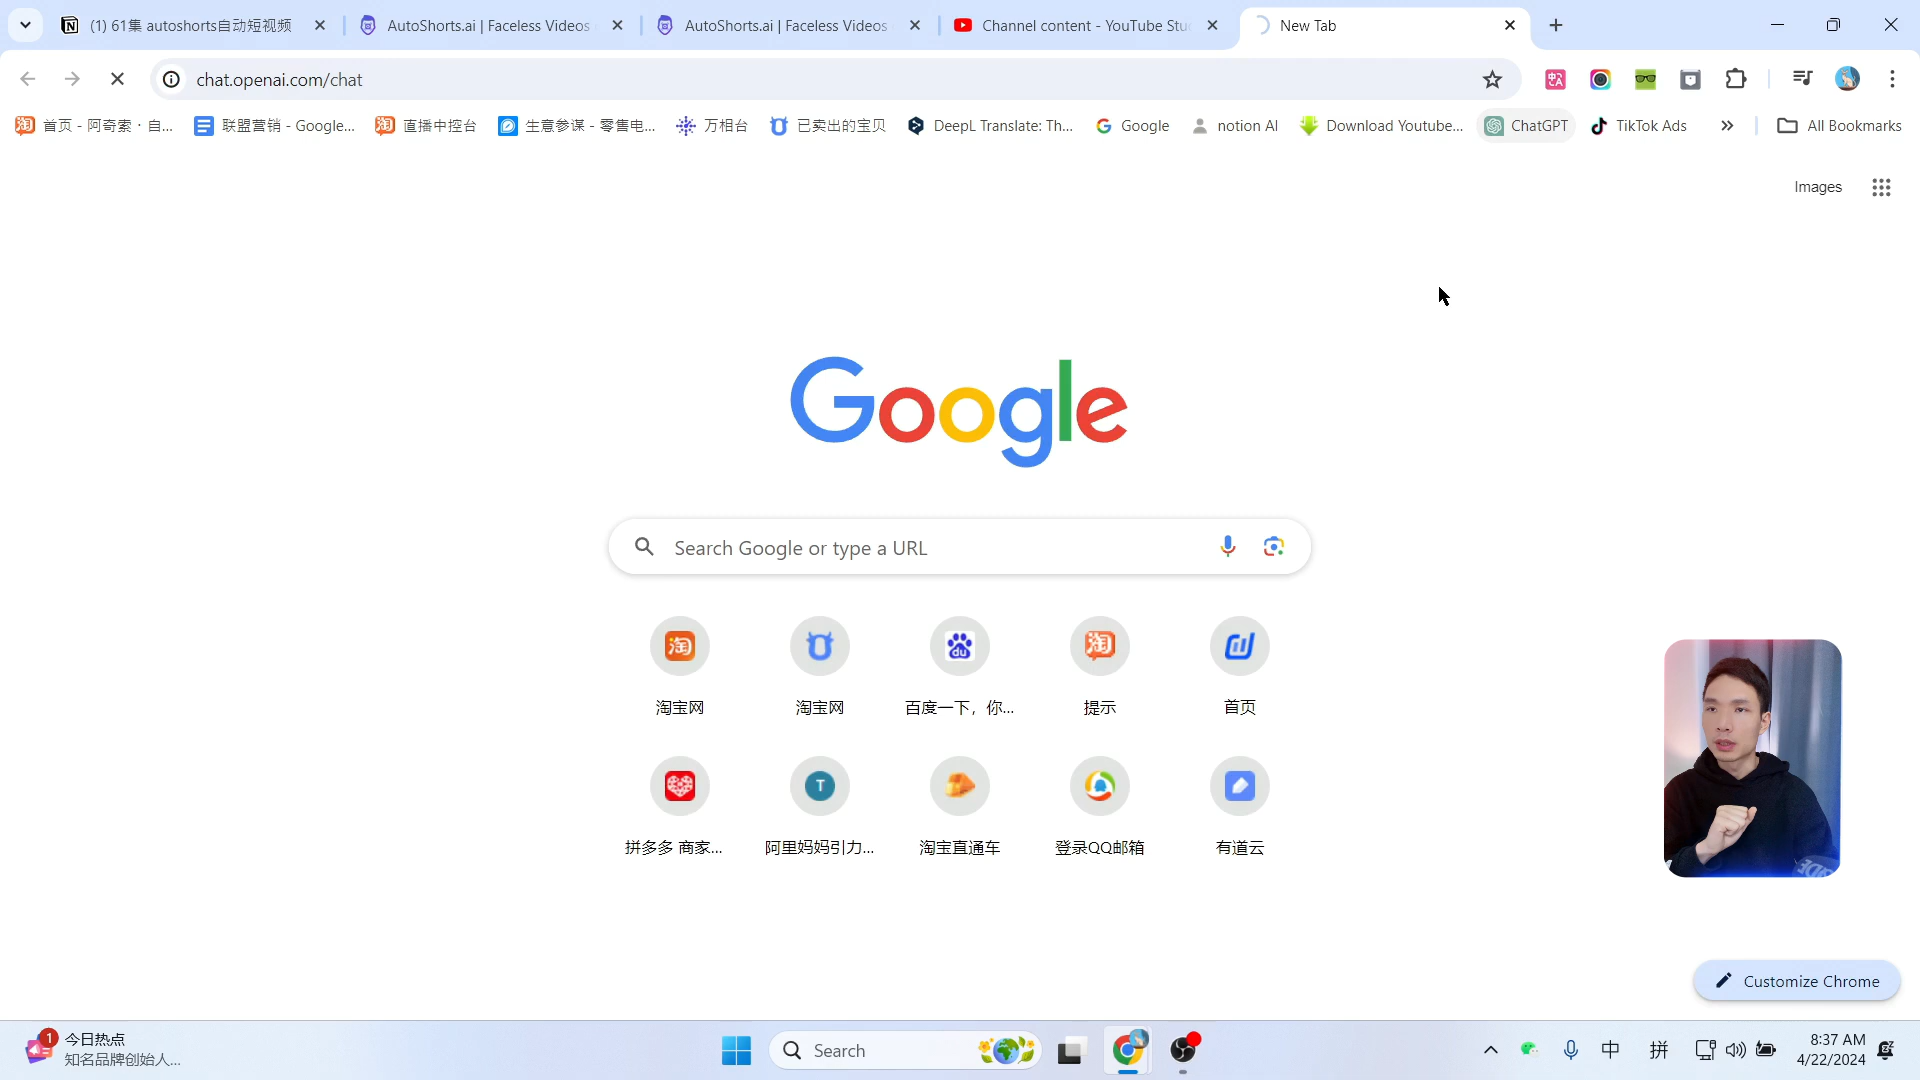 (1) 61集 autoshorts自动短视频
AutoShorts.ai | Faceless Videos
AutoShorts.ai | Faceless Videos
Channel content - YouTube Stu
New Tab
chat.openai.com/chat
首页 - 阿奇索 · 自...
联盟营销 - Google...
直播中控台
生意参谋 - 零售电...
万相台
已卖出的宝贝
DeepL Translate: Th...
Google
notion AI
Download Youtube...
ChatGPT
TikTok Ads
All Bookmarks
Images
Google
Search Google or type a URL
淘
du
淘
淘宝网
淘宝网
百度一下，你...
提示
首页
T
拼多多 商家...
阿里妈妈引力...
淘宝直通车
登录QQ邮箱
有道云
Customize Chrome
1
今日热点
知名品牌创始人...
Search
中
拼
8:37 AM
4/22/2024